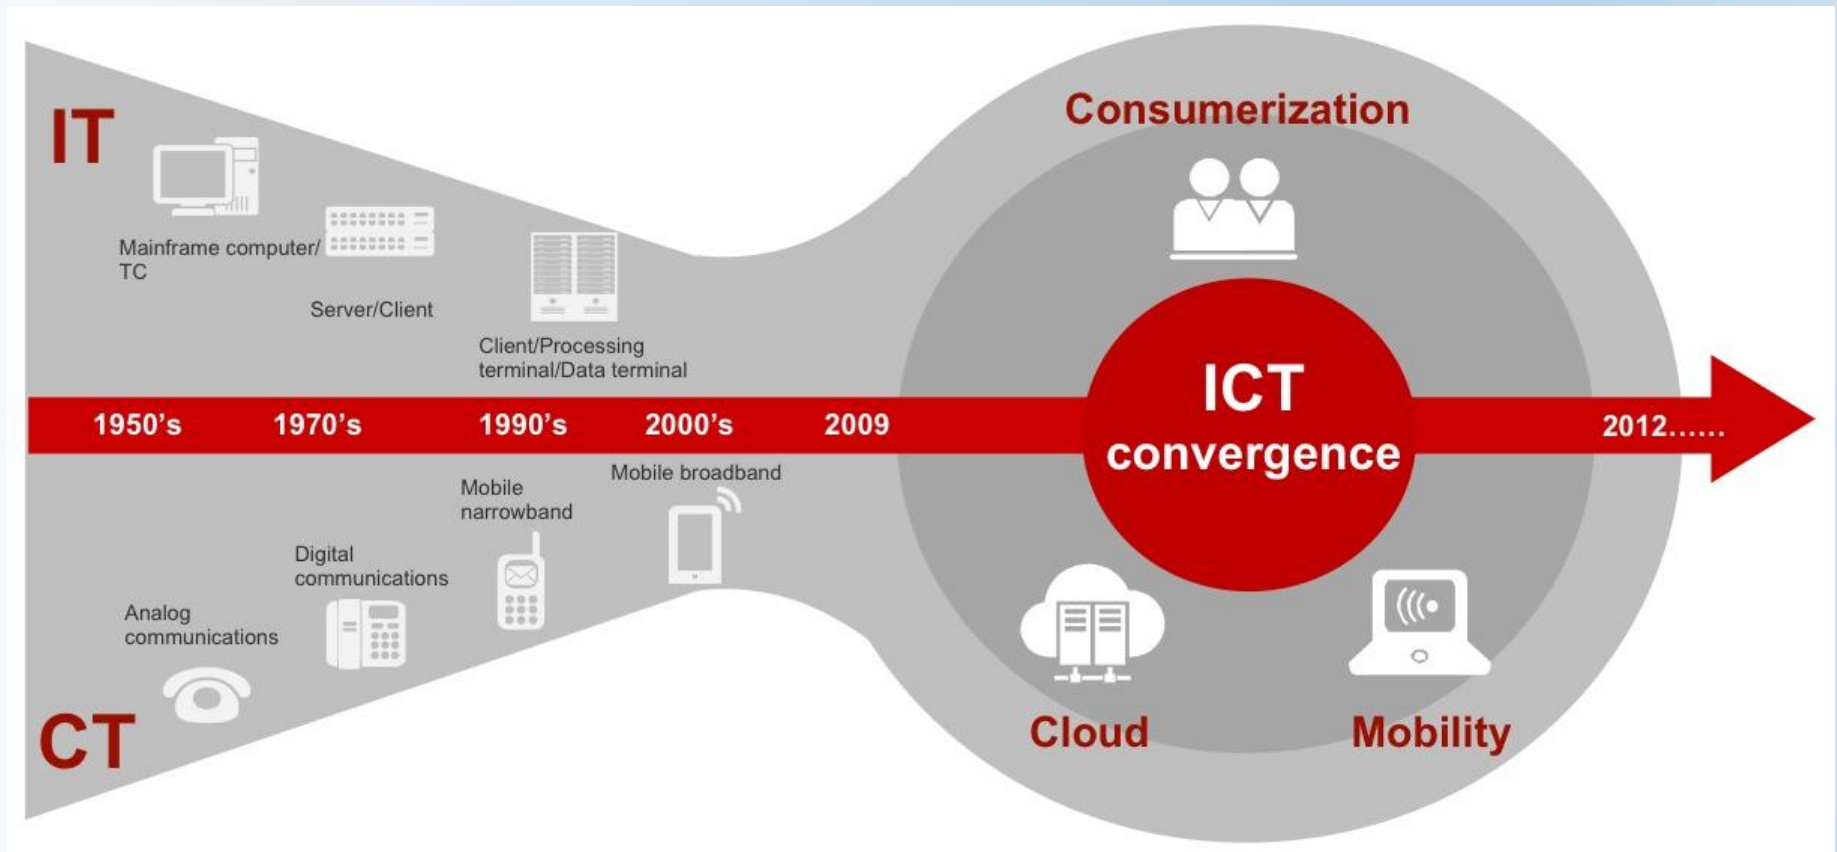 IT
Mainframe computer/
TC
Server/Client
Client/Processing
terminal/Data terminal
1950's
1970's
1990's
2000's
2009
Mobile broadband
Mobile
narrowband
Digital
communications
Analog
communications
CT
Consumerization
ICT
convergence
Cloud
Mobility
2012......